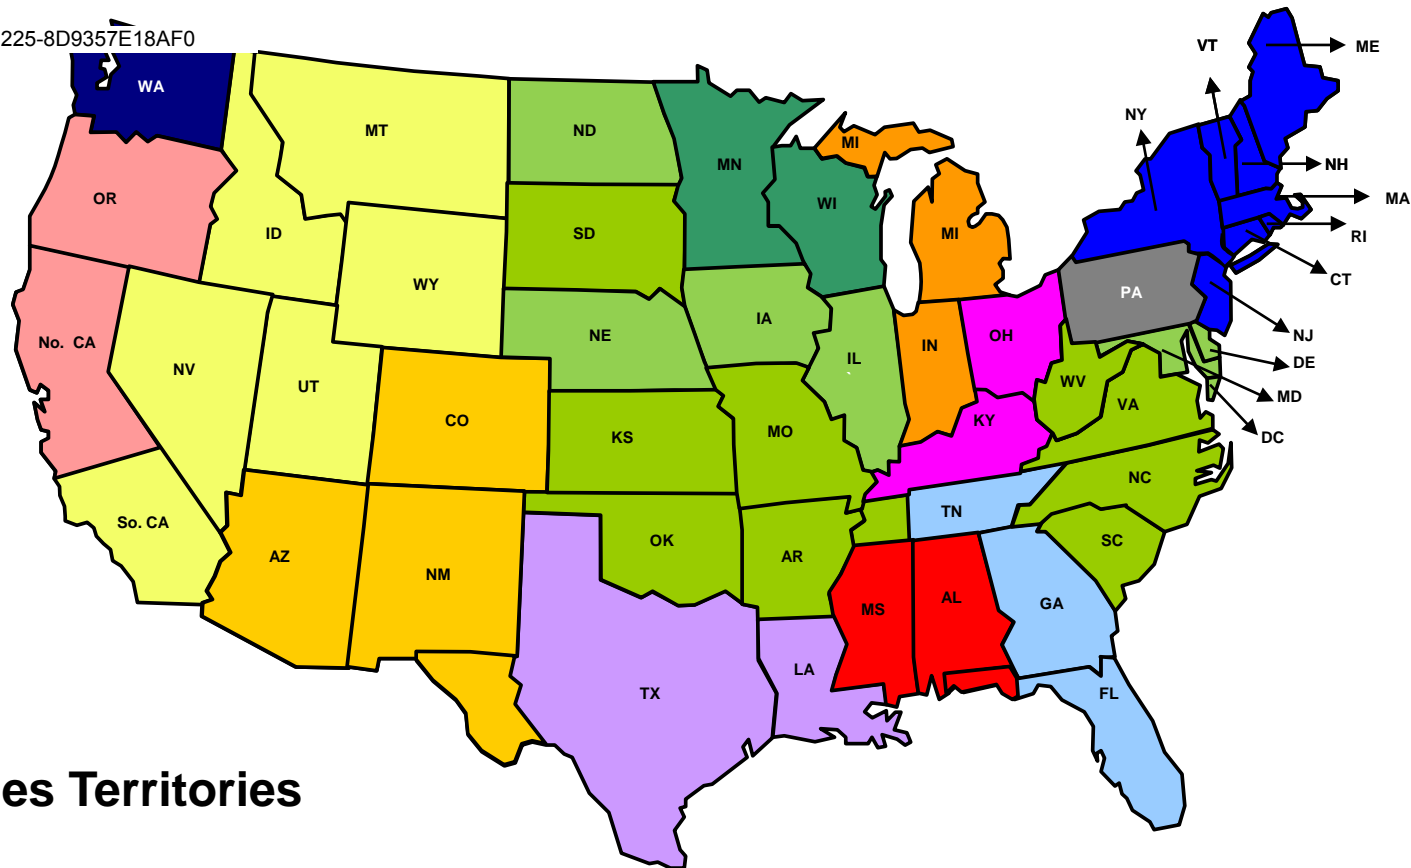 225-8D9357E18AF0
VT
ME
WA
NY
MT
ND
MI
MN
NH
OR
WI
MA
ID
SD
MI
RI
WY
CT
PA
IA
NE
OH
NJ
No. CA
IN
IL
DE
NV
UT
WV
MD
VA
CO
KY
MO
KS
DC
NC
TN
So. CA
OK
SC
AZ
AR
NM
AL
GA
MS
LA
TX
FL
es Territories